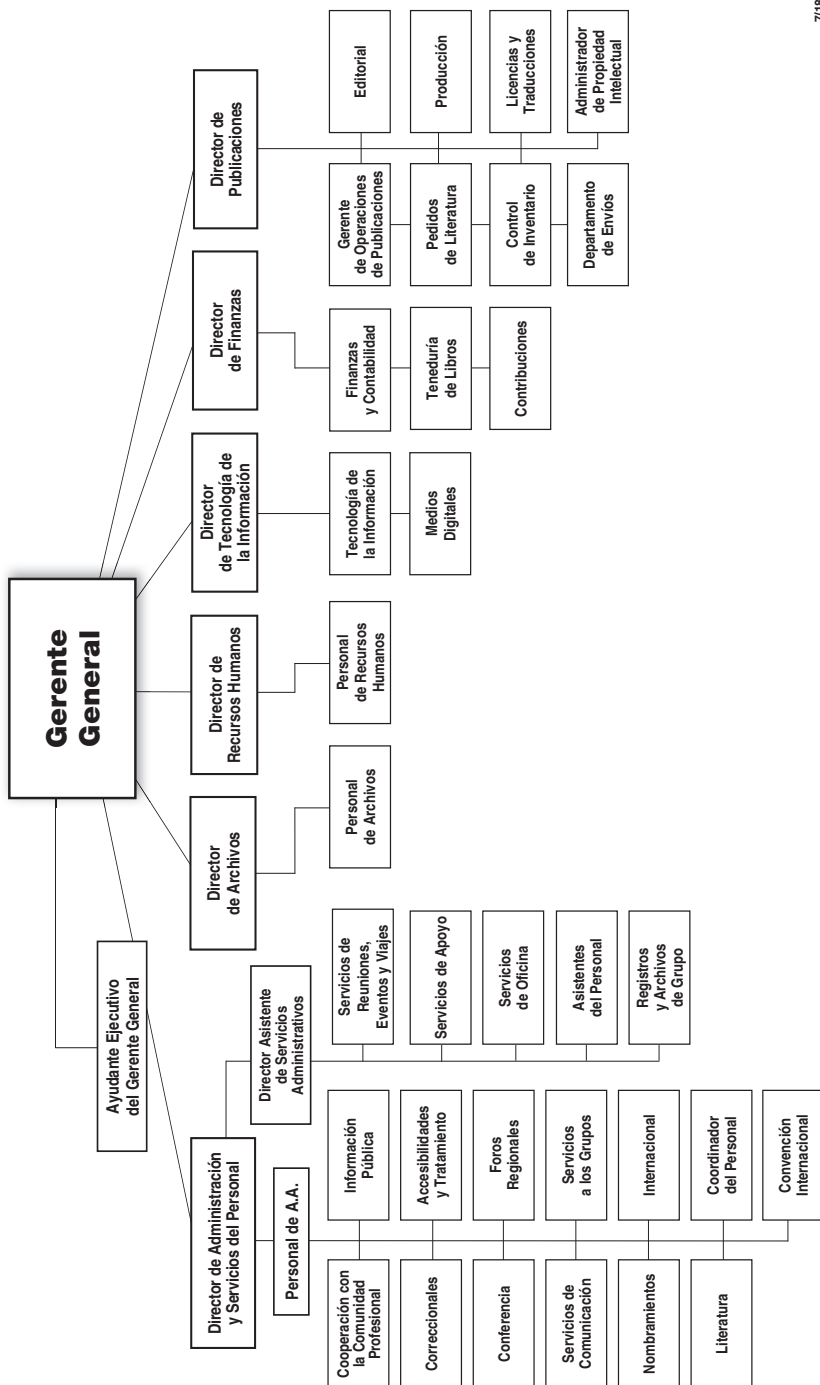 Gerente
General
Ayudante Ejecutivo
del Gerente General
Director de Administración
y Servicios del Personal
Director
de Archivos
Director de
Recursos Humanos
Director
de Tecnología de
la Información
Director
de Finanzas
Director de
Publicaciones
Personal de A.A.
Director Asistente
de Servicios
Administrativos
Cooperación con
la Comunidad
Profesional
Correccionales
Conferencia
Servicios de
Comunicación
Nombramientos
Literatura
Información
Pública
Accesibilidades
y Tratamiento
Foros
Regionales
Servicios
a los Grupos
Internacional
Coordinador
del Personal
Convención
Internacional
Servicios de
Reuniones,
Eventos y Viajes
Servicios de Apoyo
Servicios
de Oficina
Asistentes
del Personal
Registros
y Archivos
de Grupo
Personal
de Archivos
Personal
de Recursos
Humanos
Tecnología de
la Información
Medios
Digitales
Finanzas
y Contabilidad
Teneduría
de Libros
Contribuciones
Gerente
de Operaciones
de Publicaciones
Pedidos
de Literatura
Control
de Inventario
Departamento
de Envíos
Editorial
Producción
Licencias y
Traducciones
Administrador
de Propiedad
Intelectual
7/18